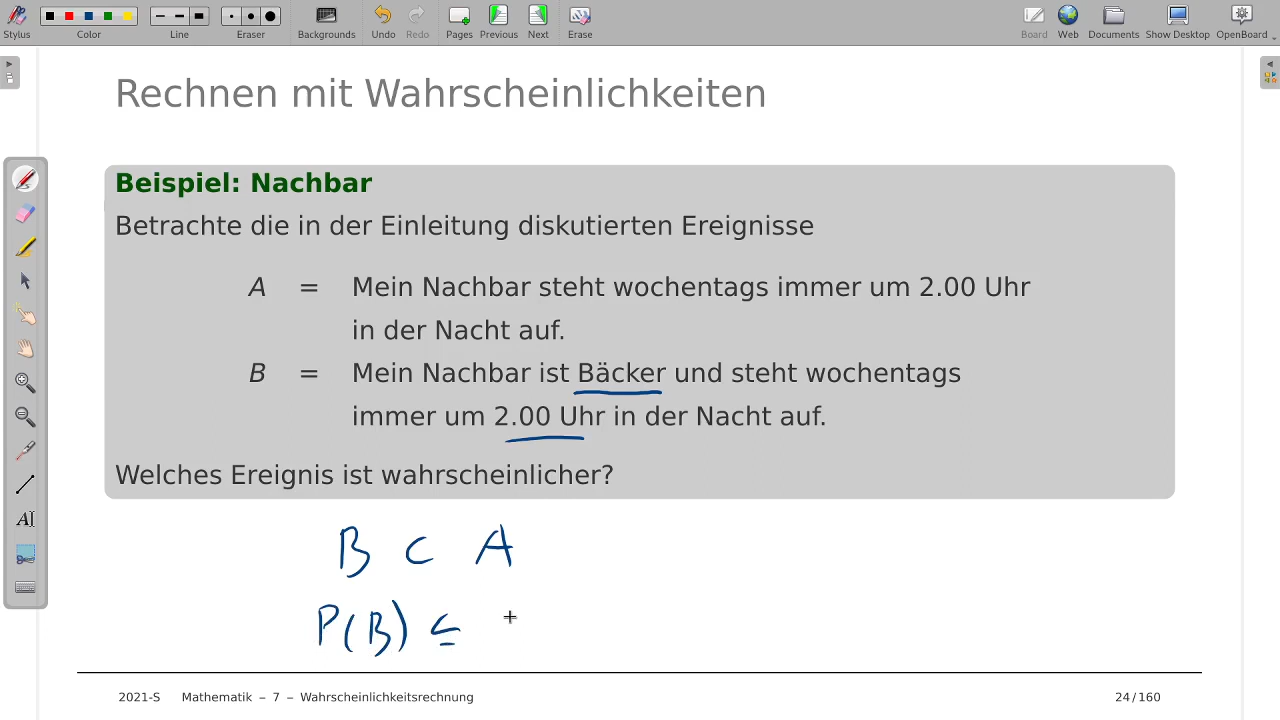 Stylus Color Line Eraser Backgrounds Undo Redo Pages Previous Next Erase Board Web Documents Show Desktop OpenBoard
Rechnen mit Wahrscheinlichkeiten
Beispiel: Nachbar
Betrachte die in der Einleitung diskutierten Ereignisse
A = Mein Nachbar steht wochentags immer um 2.00 Uhr
in der Nacht auf.
B = Mein Nachbar ist Bäcker und steht wochentags
immer um 2.00 Uhr in der Nacht auf.
Welches Ereignis ist wahrscheinlicher?
B ⊂ A
P(B) ≤
2021-S Mathematik – 7 – Wahrscheinlichkeitsrechnung 24/160